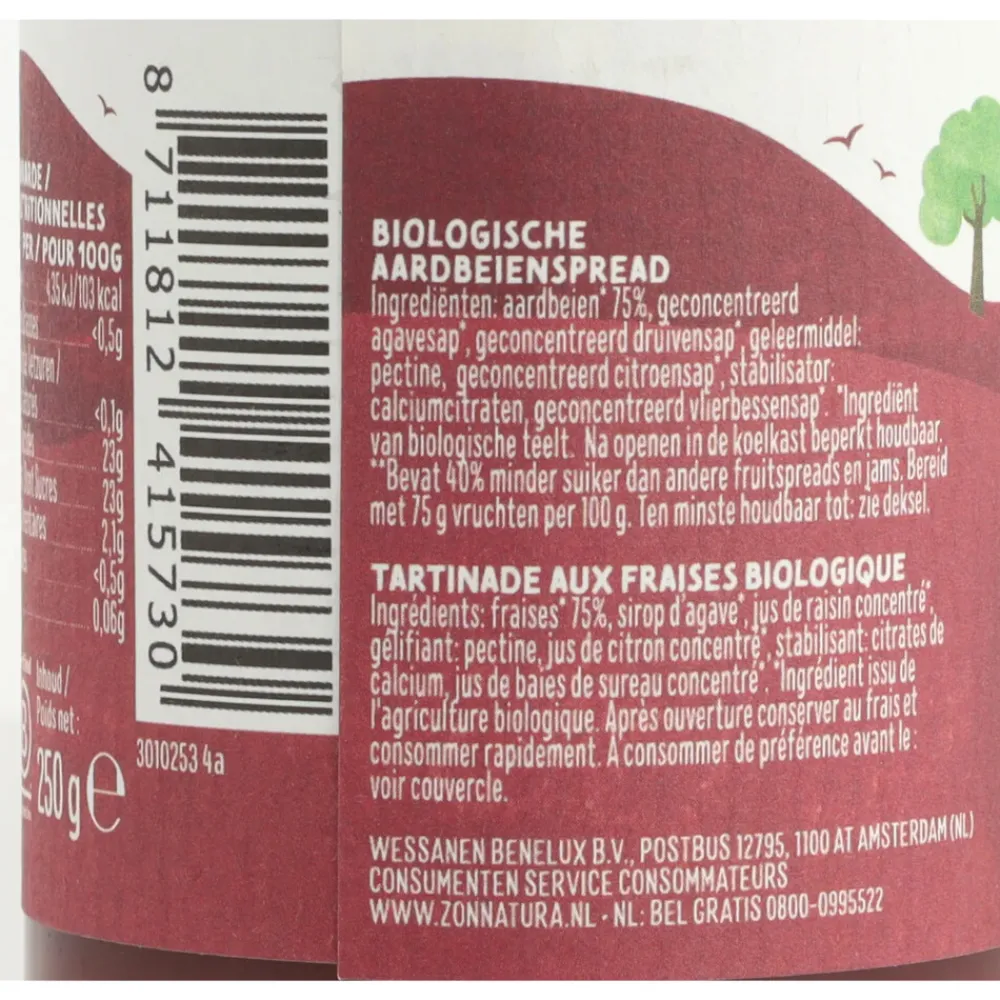 NUTRITIONNELLES
PER / POUR 100G
435 kJ/103 kcal
<0,5g
<0,1g
23g
23g
2,1g
<0,5g
0,06g
Inhoud /
Poids net :
250 g e
8 711812 415730
3010253 4a
BIOLOGISCHE
AARDBEIENSPREAD
Ingrediënten: aardbeien* 75%, geconcentreerd
agavesap*, geconcentreerd druivensap*, geleermiddel:
pectine, geconcentreerd citroensap*, stabilisator:
calciumcitraten, geconcentreerd vlierbessensap*. *Ingrediënt
van biologische teelt. Na openen in de koelkast beperkt houdbaar.
**Bevat 40% minder suiker dan andere fruitspreads en jams. Bereid
met 75 g vruchten per 100 g. Ten minste houdbaar tot: zie deksel.
TARTINADE AUX FRAISES BIOLOGIQUE
Ingrédients: fraises* 75%, sirop d'agave*, jus de raisin concentré*,
gélifiant: pectine, jus de citron concentré*, stabilisant: citrates de
calcium, jus de baies de sureau concentré*. *Ingrédient issu de
l'agriculture biologique. Après ouverture conserver au frais et
consommer rapidement. À consommer de préférence avant le :
voir couvercle.
WESSANEN BENELUX B.V., POSTBUS 12795, 1100 AT AMSTERDAM (NL)
CONSUMENTEN SERVICE CONSOMMATEURS
WWW.ZONNATURA.NL • NL: BEL GRATIS 0800-0995522